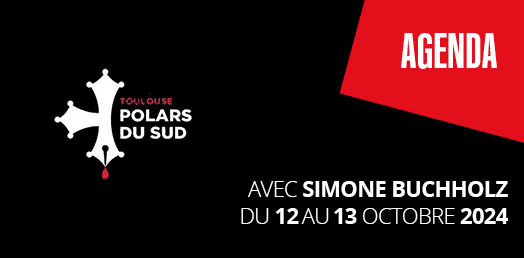 AGENDA
TOULOUSE
POLARS
DU SUD
AVEC SIMONE BUCHHOLZ
DU 12 AU 13 OCTOBRE 2024